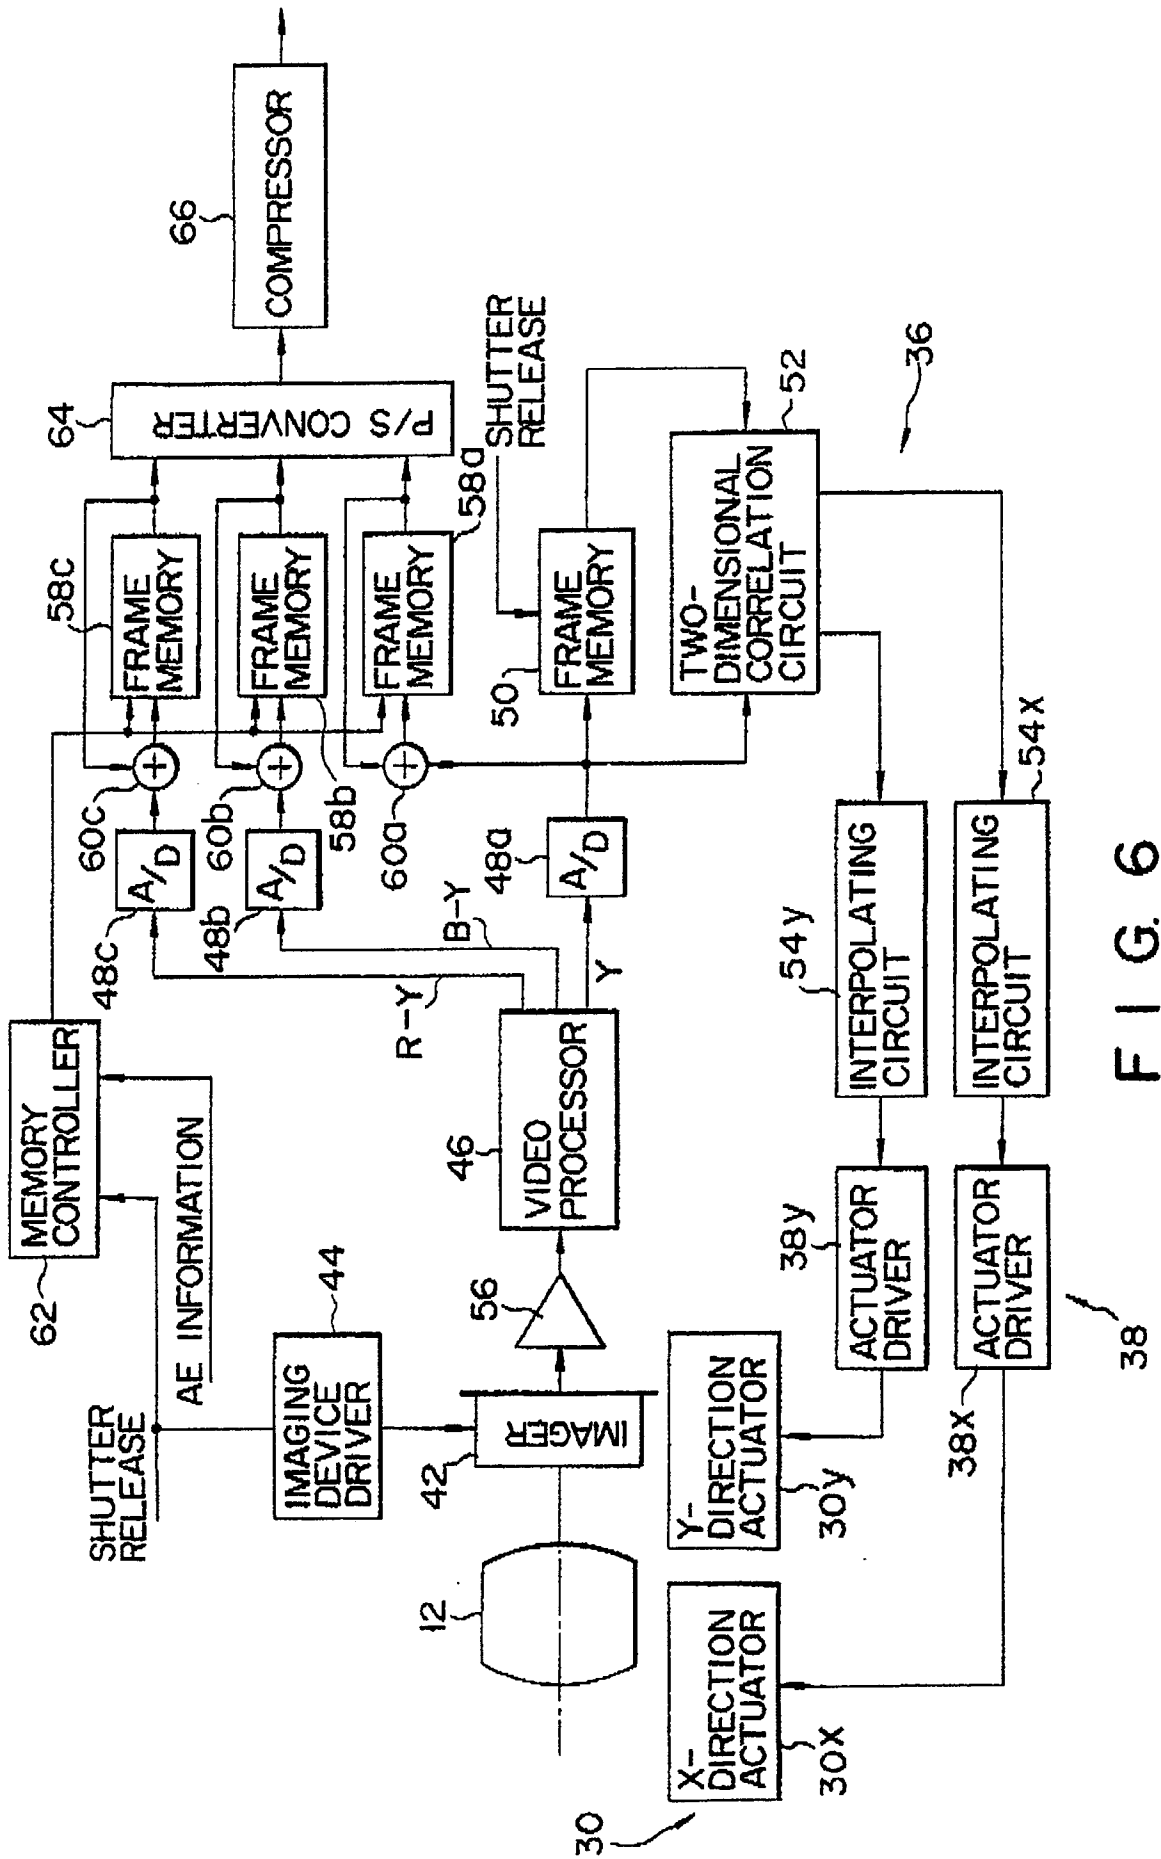 SHUTTER
RELEASE
AE INFORMATION
62
MEMORY
CONTROLLER
44
IMAGING
DEVICE
DRIVER
12
42
IMAGER
56
46
VIDEO
PROCESSOR
R-Y
B-Y
Y
48c
A/D
48b
A/D
48a
A/D
60c
60b
60a
58c
FRAME
MEMORY
58b
FRAME
MEMORY
58a
FRAME
MEMORY
64
P/S CONVERTER
66
COMPRESSOR
SHUTTER
RELEASE
50
FRAME
MEMORY
52
TWO-
DIMENSIONAL
CORRELATION
CIRCUIT
36
54y
INTERPOLATING
CIRCUIT
54x
INTERPOLATING
CIRCUIT
38y
ACTUATOR
DRIVER
38x
ACTUATOR
DRIVER
38
30
X-
DIRECTION
ACTUATOR
30x
Y-
DIRECTION
ACTUATOR
30y
FIG. 6